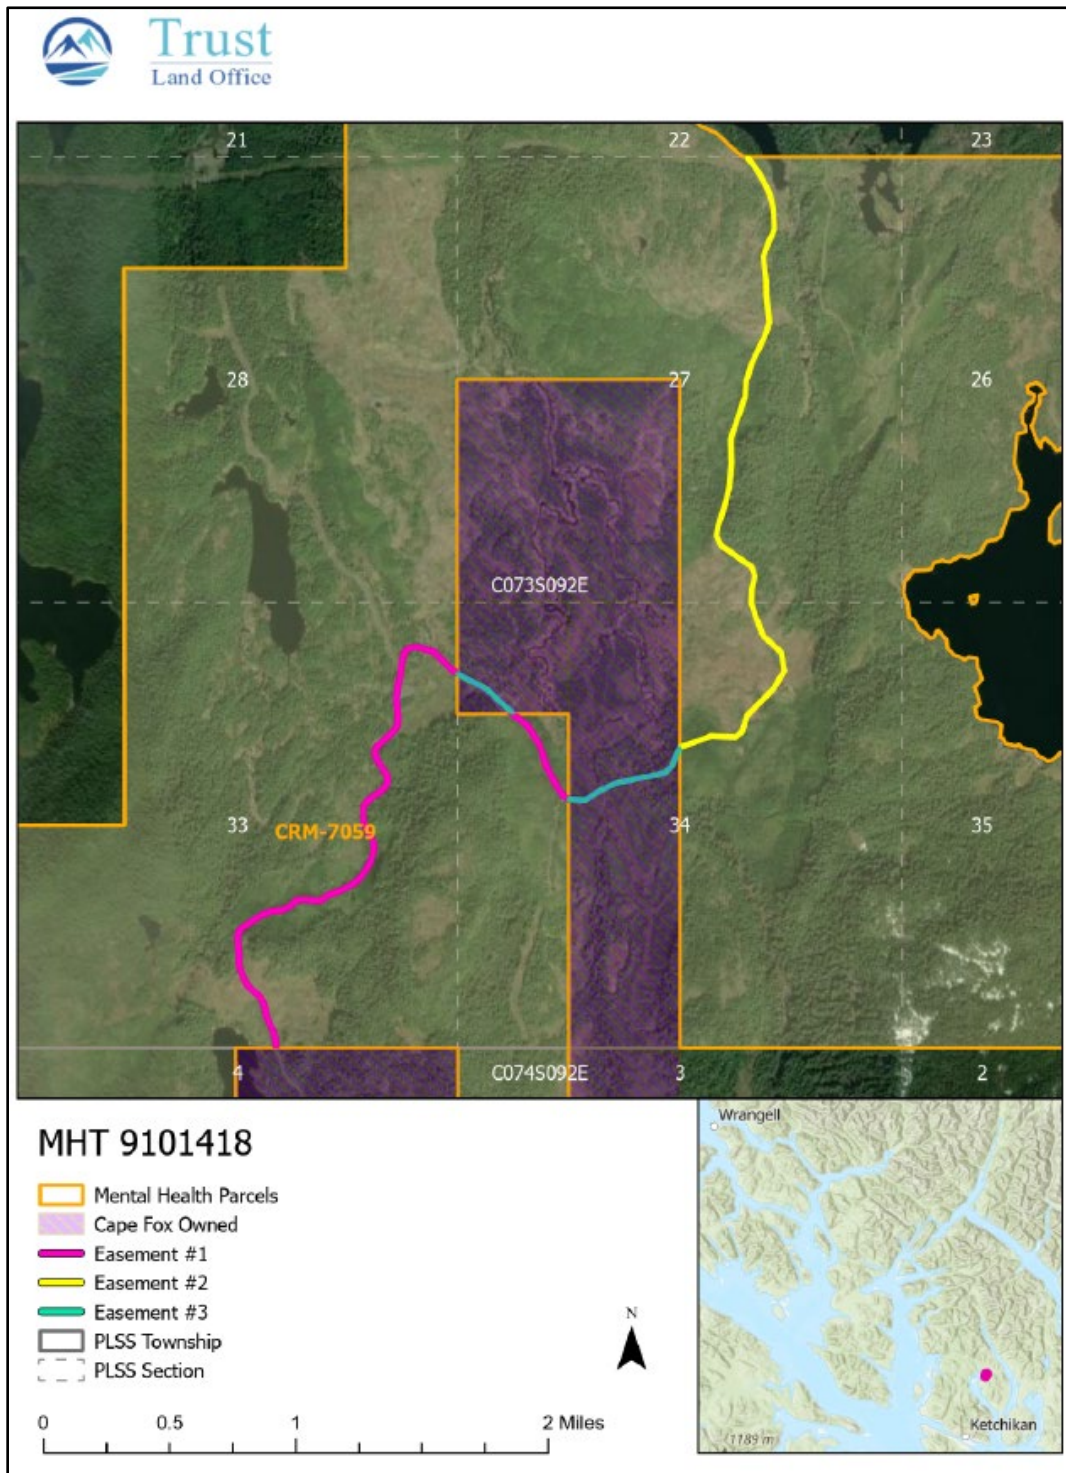 Trust
Land Office
21
22
23
28
27
26
C073S092E
33
CRM-7059
34
35
4
C074S092E
3
2
MHT 9101418
Mental Health Parcels
Cape Fox Owned
Easement #1
Easement #2
Easement #3
PLSS Township
PLSS Section
N
0
0.5
1
2 Miles
Wrangell
Ketchikan
1189 m